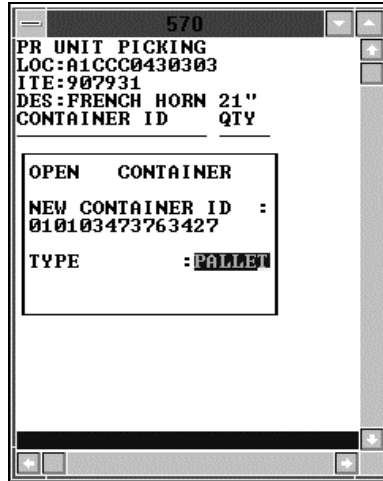 570
PR UNIT PICKING
LOC:A1CCC0430303
ITE:907931
DES:FRENCH HORN 21"
CONTAINER ID QTY
OPEN CONTAINER
NEW CONTAINER ID :
010103473763427
TYPE :PALLET